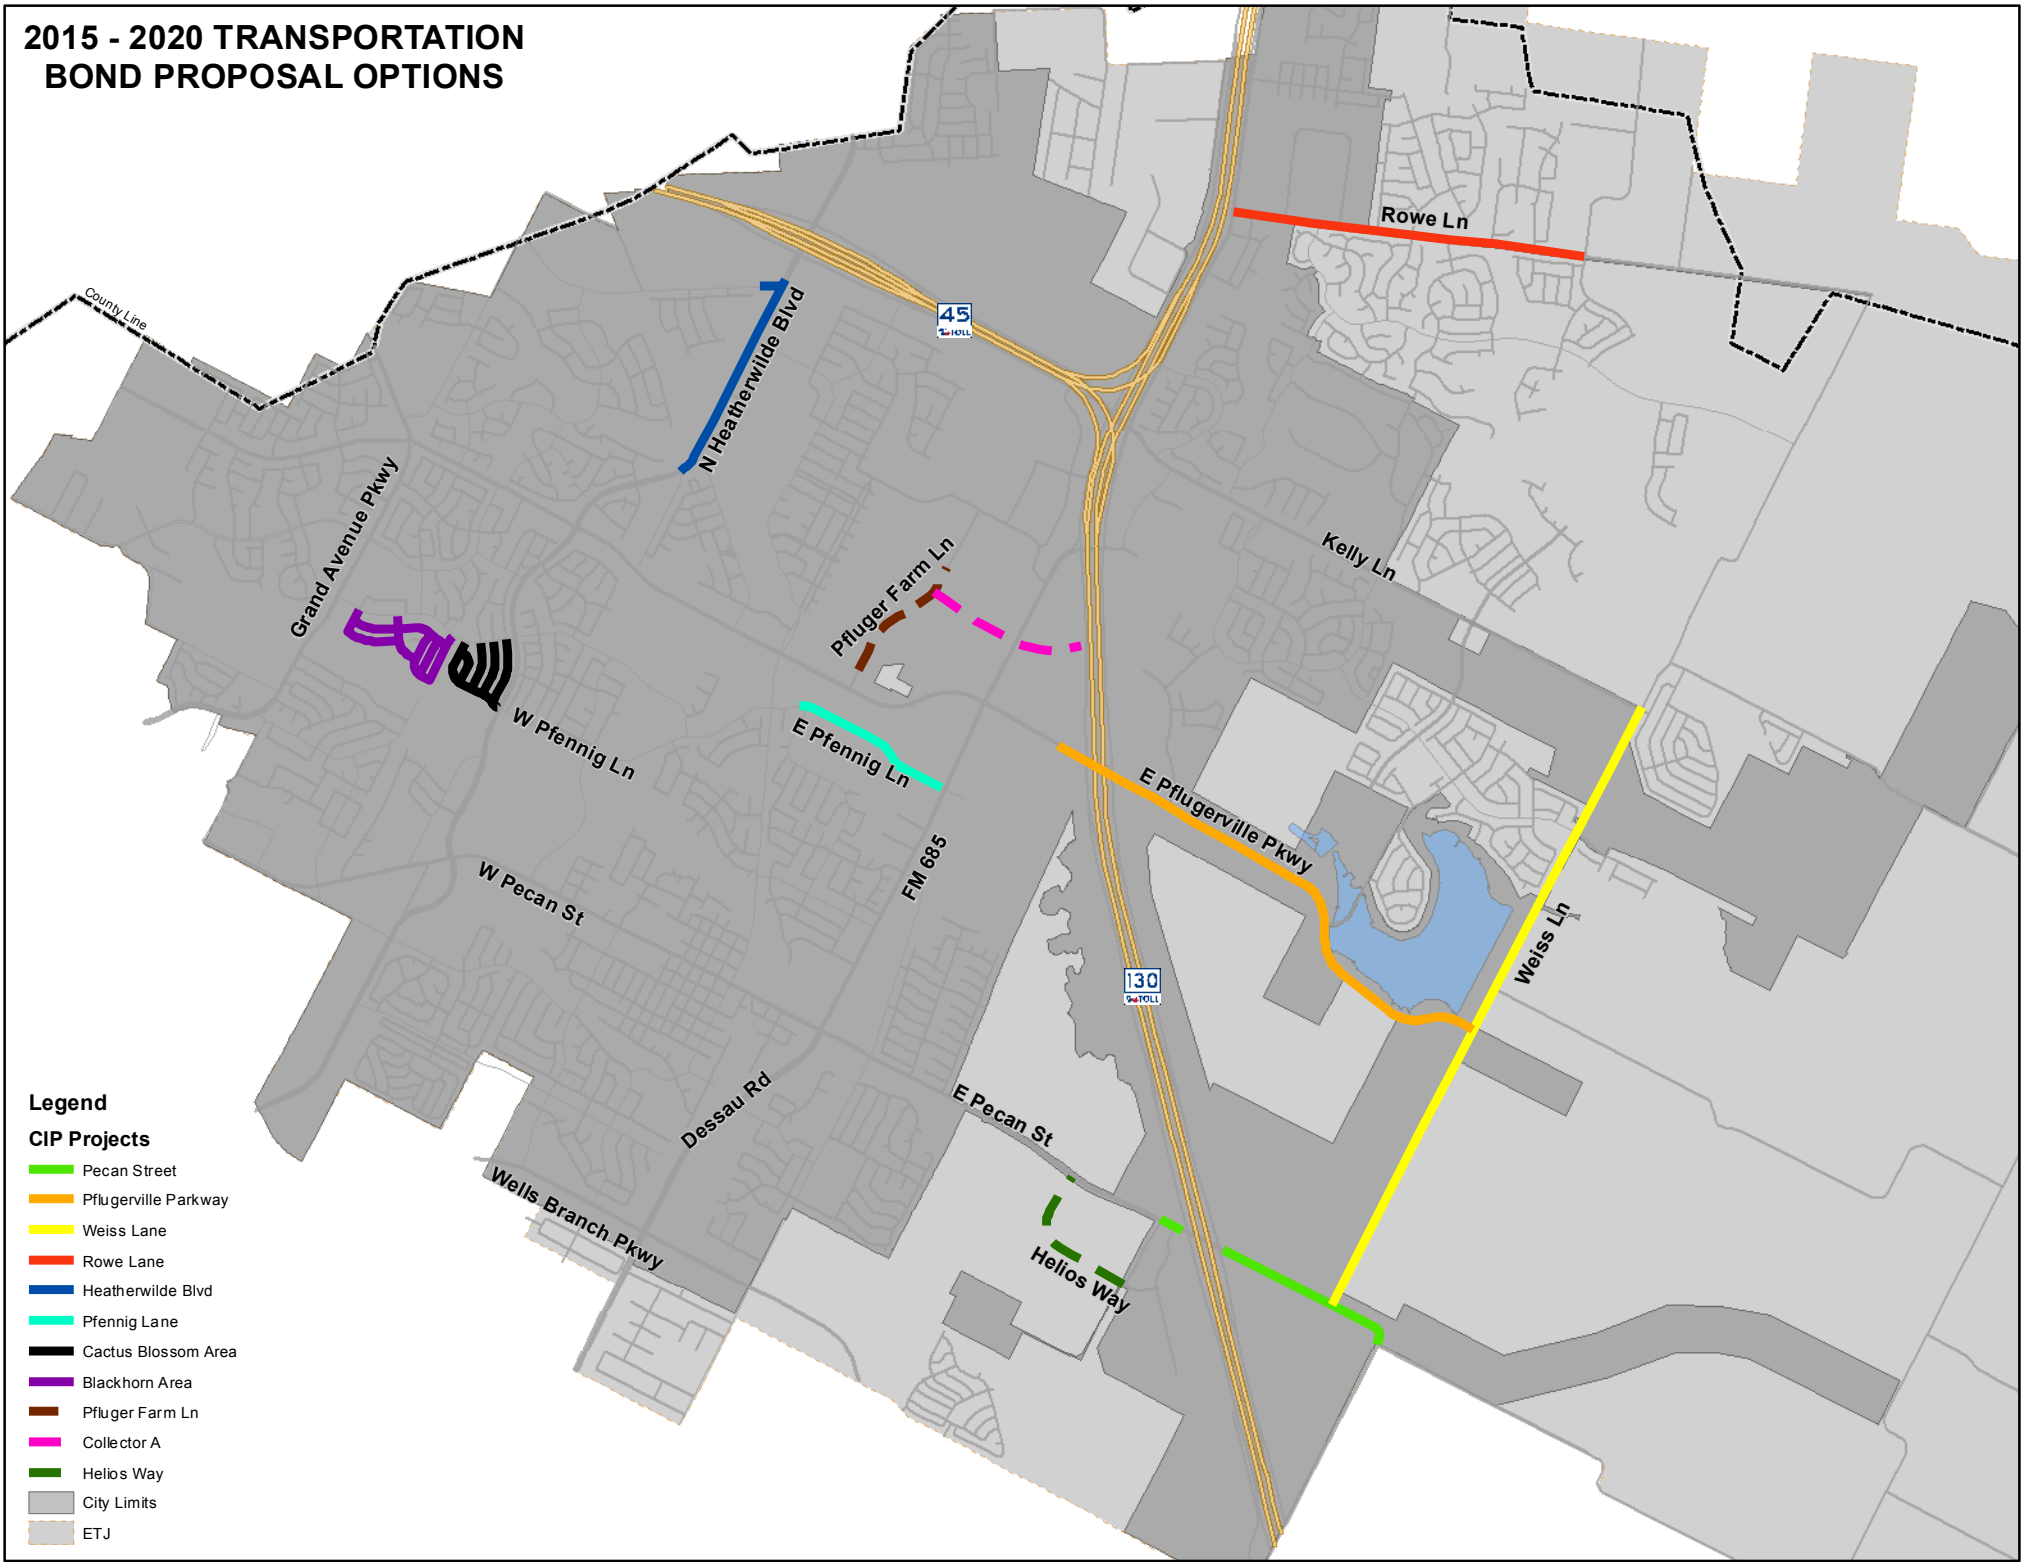 2015 - 2020 TRANSPORTATION
BOND PROPOSAL OPTIONS
County Line
Rowe Ln
45
TOLL
N Heatherwilde Blvd
Grand Avenue Pkwy
Kelly Ln
Pfluger Farm Ln
W Pfennig Ln
E Pfennig Ln
E Pflugerville Pkwy
FM 685
W Pecan St
Weiss Ln
130
TOLL
Dessau Rd
E Pecan St
Wells Branch Pkwy
Helios Way
Legend
CIP Projects
Pecan Street
Pflugerville Parkway
Weiss Lane
Rowe Lane
Heatherwilde Blvd
Pfennig Lane
Cactus Blossom Area
Blackhorn Area
Pfluger Farm Ln
Collector A
Helios Way
City Limits
ETJ